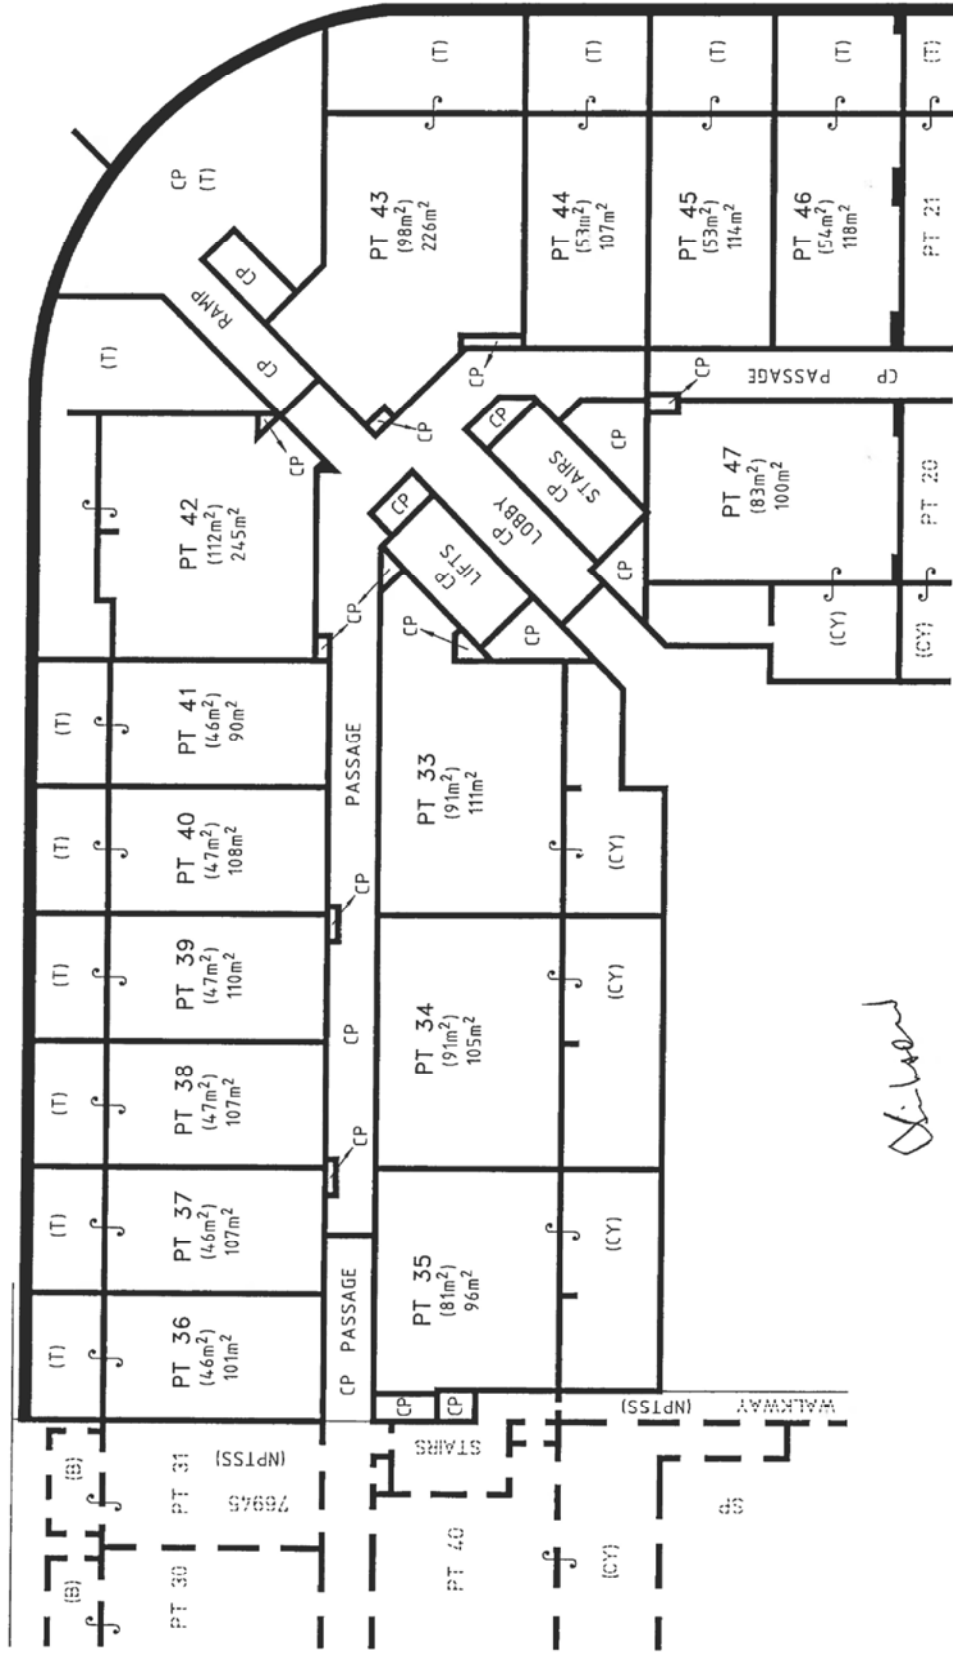 CP
(T)
RAMP
CP
CP
(T)
CP
CP
CP
PT 43
(98m²)
226m²
(T)
PT 44
(53m²)
107m²
(T)
PT 45
(53m²)
114m²
(T)
PT 46
(54m²)
118m²
(T)
PT 21
(T)
CP PASSAGE
CP
PT 42
(112m²)
245m²
CP
CP
LIFTS
CP
CP
LOBBY
CP
STAIRS
CP
CP
CP
CP
CP
PT 47
(83m²)
100m²
(CY)
PT 20
(CY)
PT 41
(46m²)
90m²
(T)
PT 40
(47m²)
108m²
(T)
PT 39
(47m²)
110m²
(T)
PT 38
(47m²)
107m²
(T)
PT 37
(46m²)
107m²
(T)
PT 36
(46m²)
101m²
(T)
PASSAGE
CP
CP
CP
CP PASSAGE
PT 33
(91m²)
111m²
(CY)
PT 34
(91m²)
105m²
(CY)
PT 35
(81m²)
96m²
(CY)
CP
CP
STAIRS
WALKWAY
(NPTSS)
(B)
PT 31
(NPTSS)
76945
(B)
PT 30
PT 40
(CY)
SP